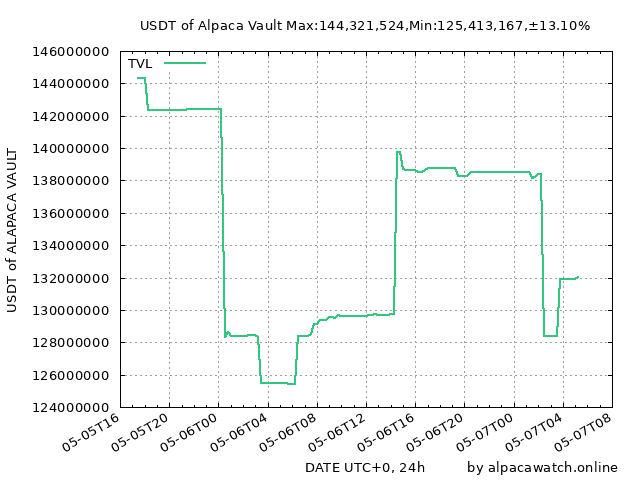 USDT of Alpaca Vault Max:144,321,524,Min:125,413,167,±13.10%
USDT of ALAPACA VAULT
TVL
146000000
144000000
142000000
140000000
138000000
136000000
134000000
132000000
130000000
128000000
126000000
124000000
05-05T16
05-05T20
05-06T00
05-06T04
05-06T08
05-06T12
05-06T16
05-06T20
05-07T00
05-07T04
05-07T08
DATE UTC+0, 24h
by alpacawatch.online